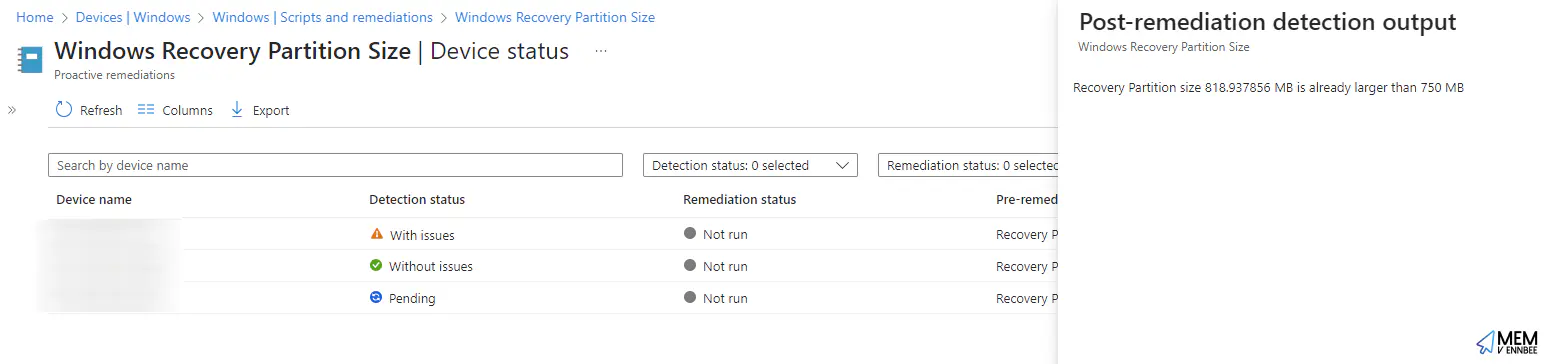 Home > Devices | Windows > Windows | Scripts and remediations > Windows Recovery Partition Size
Windows Recovery Partition Size | Device status ...
Proactive remediations
» Refresh Columns Export
Search by device name Detection status: 0 selected Remediation status: 0 selected
Device name Detection status Remediation status Pre-remed
With issues Not run Recovery P
Without issues Not run Recovery P
Pending Not run Recovery P
Post-remediation detection output
Windows Recovery Partition Size
Recovery Partition size 818.937856 MB is already larger than 750 MB
MEM
V ENNBEE